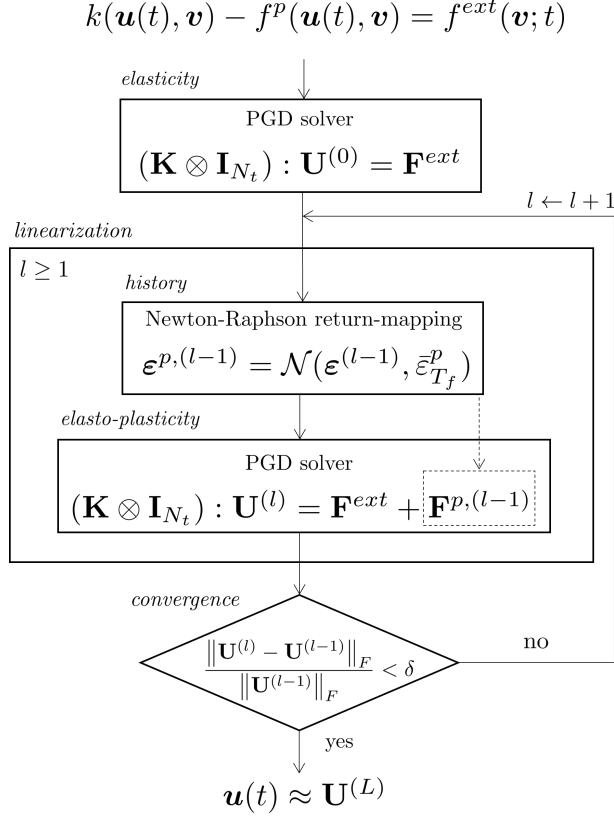 k(u(t), v) − f^p(u(t), v) = f^{ext}(v; t)
elasticity
PGD solver
(K ⊗ I_{N_t}) : U^{(0)} = F^{ext}
l ← l + 1
linearization
l ≥ 1
history
Newton-Raphson return-mapping
ε^{p,(l−1)} = 𝒩(ε^{(l−1)}, ε̄^p_{T_f})
elasto-plasticity
PGD solver
(K ⊗ I_{N_t}) : U^{(l)} = F^{ext} + F^{p,(l−1)}
convergence
‖U^{(l)} − U^{(l−1)}‖_F / ‖U^{(l−1)}‖_F < δ
no
yes
u(t) ≈ U^{(L)}